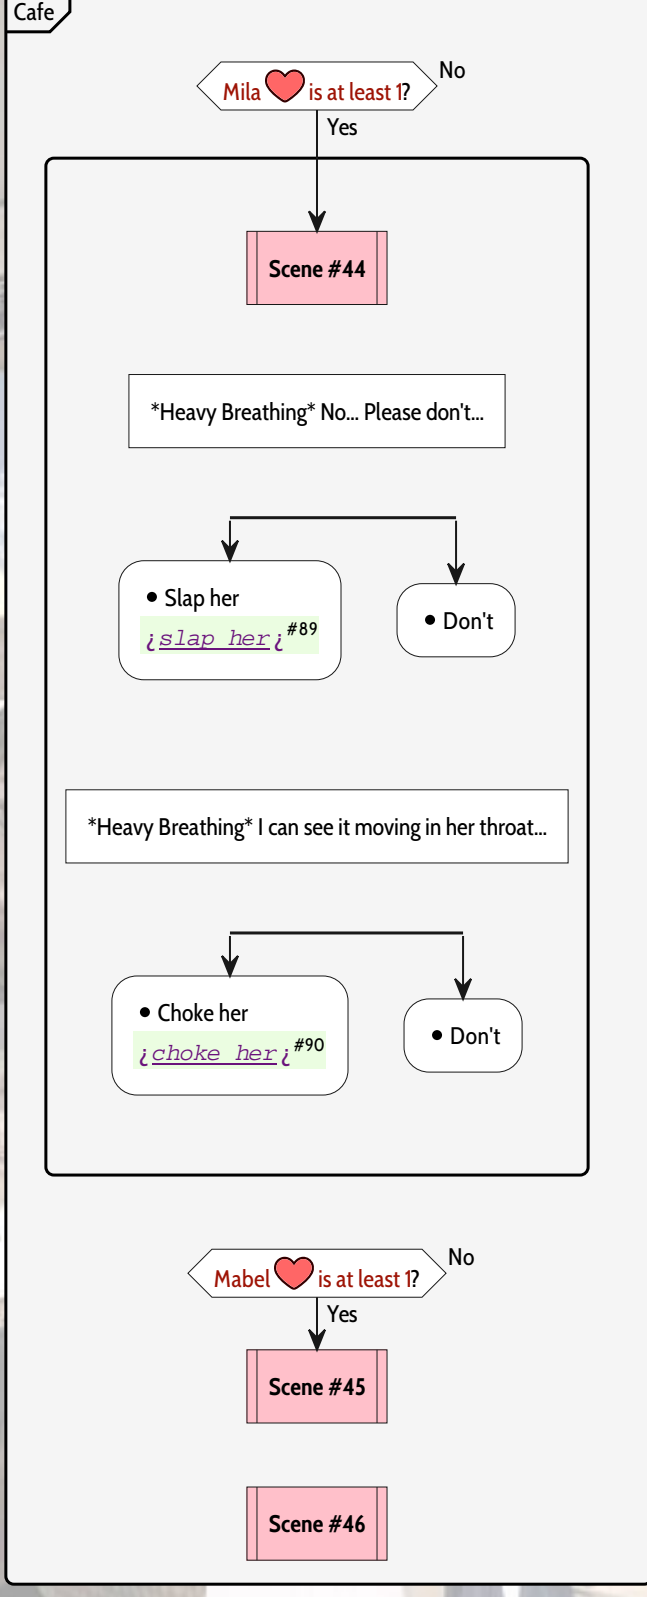 Cafe
Mila ❤ is at least 1?
No
Yes
Scene #44
*Heavy Breathing* No... Please don't...
• Slap her
¿slap her¿#89
• Don't
*Heavy Breathing* I can see it moving in her throat...
• Choke her
¿choke her¿#90
• Don't
Mabel ❤ is at least 1?
No
Yes
Scene #45
Scene #46